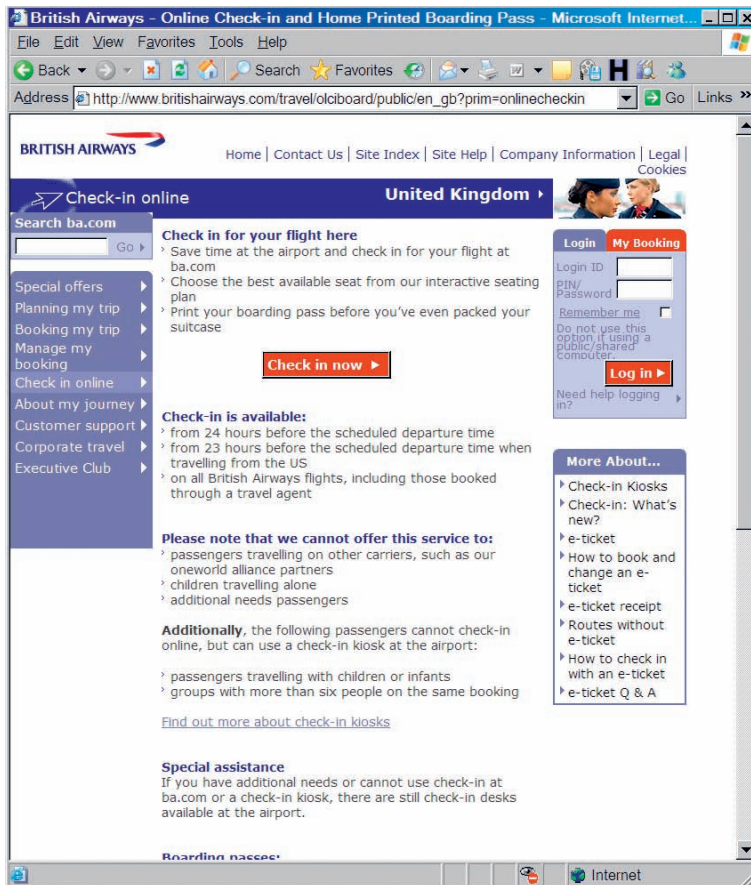 British Airways - Online Check-in and Home Printed Boarding Pass - Microsoft Internet...
File Edit View Favorites Tools Help
Back Search Favorites
Address http://www.britishairways.com/travel/olciboard/public/en_gb?prim=onlinecheckin Go Links »
BRITISH AIRWAYS
Home | Contact Us | Site Index | Site Help | Company Information | Legal |
Cookies
Check-in online
United Kingdom
Search ba.com
Go
Special offers
Planning my trip
Booking my trip
Manage my
booking
Check in online
About my journey
Customer support
Corporate travel
Executive Club
Check in for your flight here
Save time at the airport and check in for your flight at
ba.com
Choose the best available seat from our interactive seating
plan
Print your boarding pass before you've even packed your
suitcase
Check in now
Check-in is available:
from 24 hours before the scheduled departure time
from 23 hours before the scheduled departure time when
travelling from the US
on all British Airways flights, including those booked
through a travel agent
Please note that we cannot offer this service to:
passengers travelling on other carriers, such as our
oneworld alliance partners
children travelling alone
additional needs passengers
Additionally, the following passengers cannot check-in
online, but can use a check-in kiosk at the airport:
passengers travelling with children or infants
groups with more than six people on the same booking
Find out more about check-in kiosks
Special assistance
If you have additional needs or cannot use check-in at
ba.com or a check-in kiosk, there are still check-in desks
available at the airport.
Boarding passes:
Login My Booking
Login ID
PIN/
Password
Remember me
Do not use this
option if using a
public/shared
computer.
Log in
Need help logging
in?
More About...
Check-in Kiosks
Check-in: What's
new?
e-ticket
How to book and
change an e-
ticket
e-ticket receipt
Routes without
e-ticket
How to check in
with an e-ticket
e-ticket Q & A
Internet